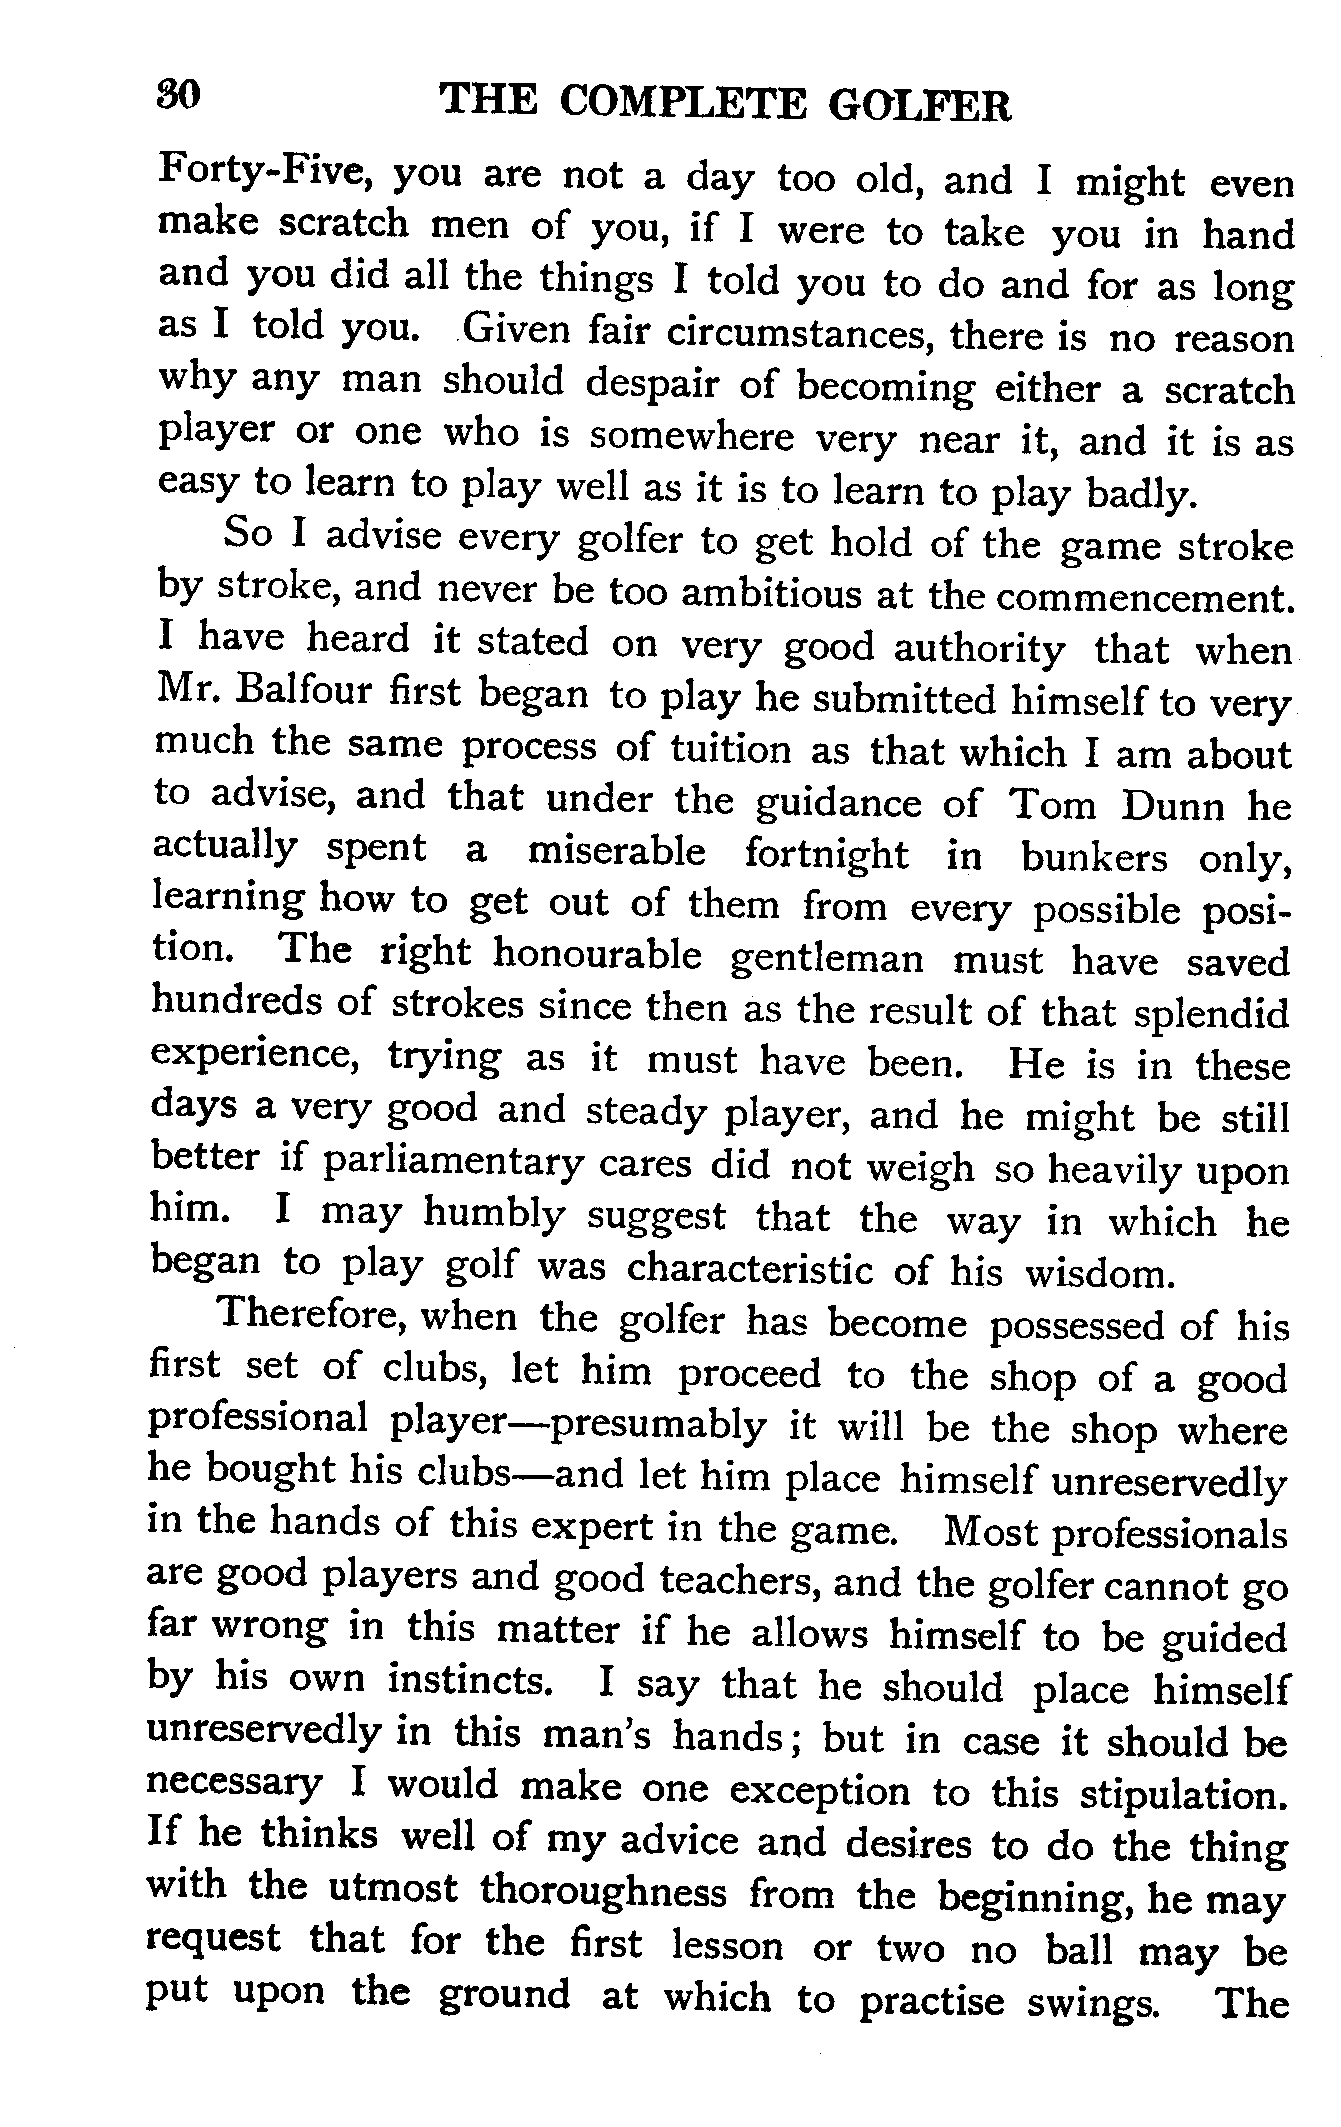 30 THE COMPLETE GOLFER
Forty-Five, you are not a day too old, and I might even
make scratch men of you, if I were to take you in hand
and you did all the things I told you to do and for as long
as I told you. Given fair circumstances, there is no reason
why any man should despair of becoming either a scratch
player or one who is somewhere very near it, and it is as
easy to learn to play well as it is to learn to play badly.
So I advise every golfer to get hold of the game stroke
by stroke, and never be too ambitious at the commencement.
I have heard it stated on very good authority that when
Mr. Balfour first began to play he submitted himself to very
much the same process of tuition as that which I am about
to advise, and that under the guidance of Tom Dunn he
actually spent a miserable fortnight in bunkers only,
learning how to get out of them from every possible posi-
tion. The right honourable gentleman must have saved
hundreds of strokes since then as the result of that splendid
experience, trying as it must have been. He is in these
days a very good and steady player, and he might be still
better if parliamentary cares did not weigh so heavily upon
him. I may humbly suggest that the way in which he
began to play golf was characteristic of his wisdom.
Therefore, when the golfer has become possessed of his
first set of clubs, let him proceed to the shop of a good
professional player—presumably it will be the shop where
he bought his clubs—and let him place himself unreservedly
in the hands of this expert in the game. Most professionals
are good players and good teachers, and the golfer cannot go
far wrong in this matter if he allows himself to be guided
by his own instincts. I say that he should place himself
unreservedly in this man's hands; but in case it should be
necessary I would make one exception to this stipulation.
If he thinks well of my advice and desires to do the thing
with the utmost thoroughness from the beginning, he may
request that for the first lesson or two no ball may be
put upon the ground at which to practise swings. The